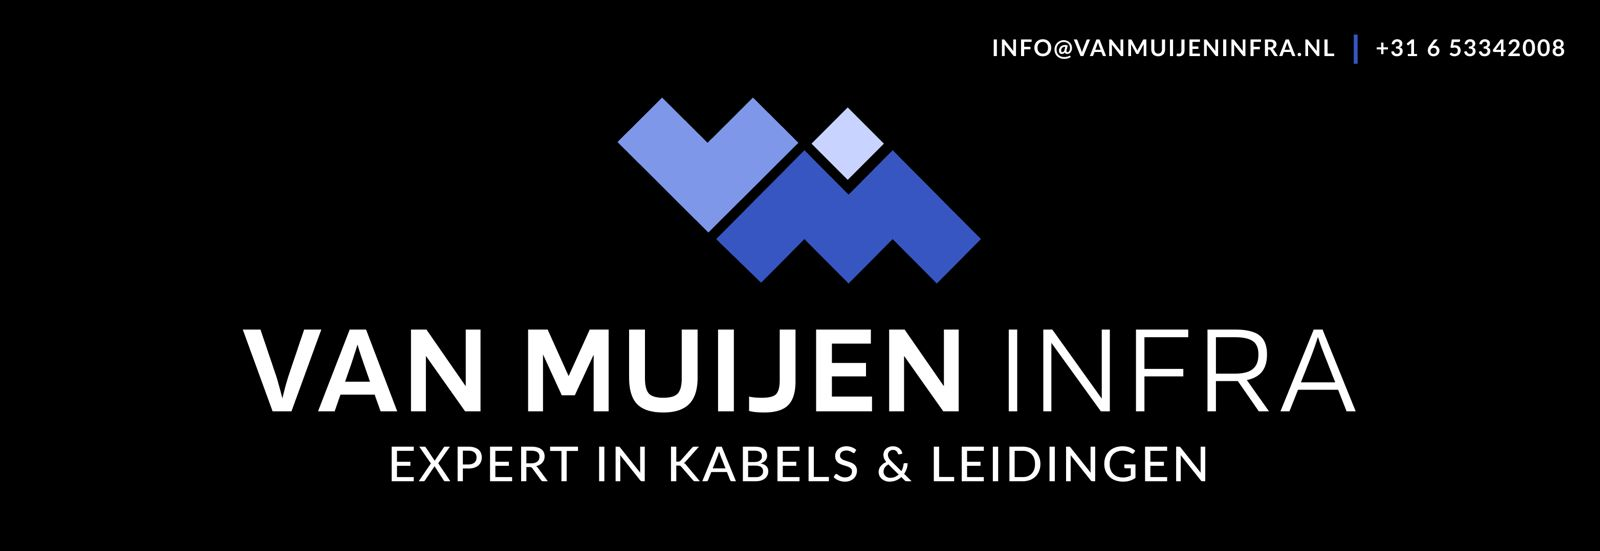 INFO@VANMUIJENINFRA.NL | +31 6 53342008
VAN MUIJEN INFRA
EXPERT IN KABELS & LEIDINGEN